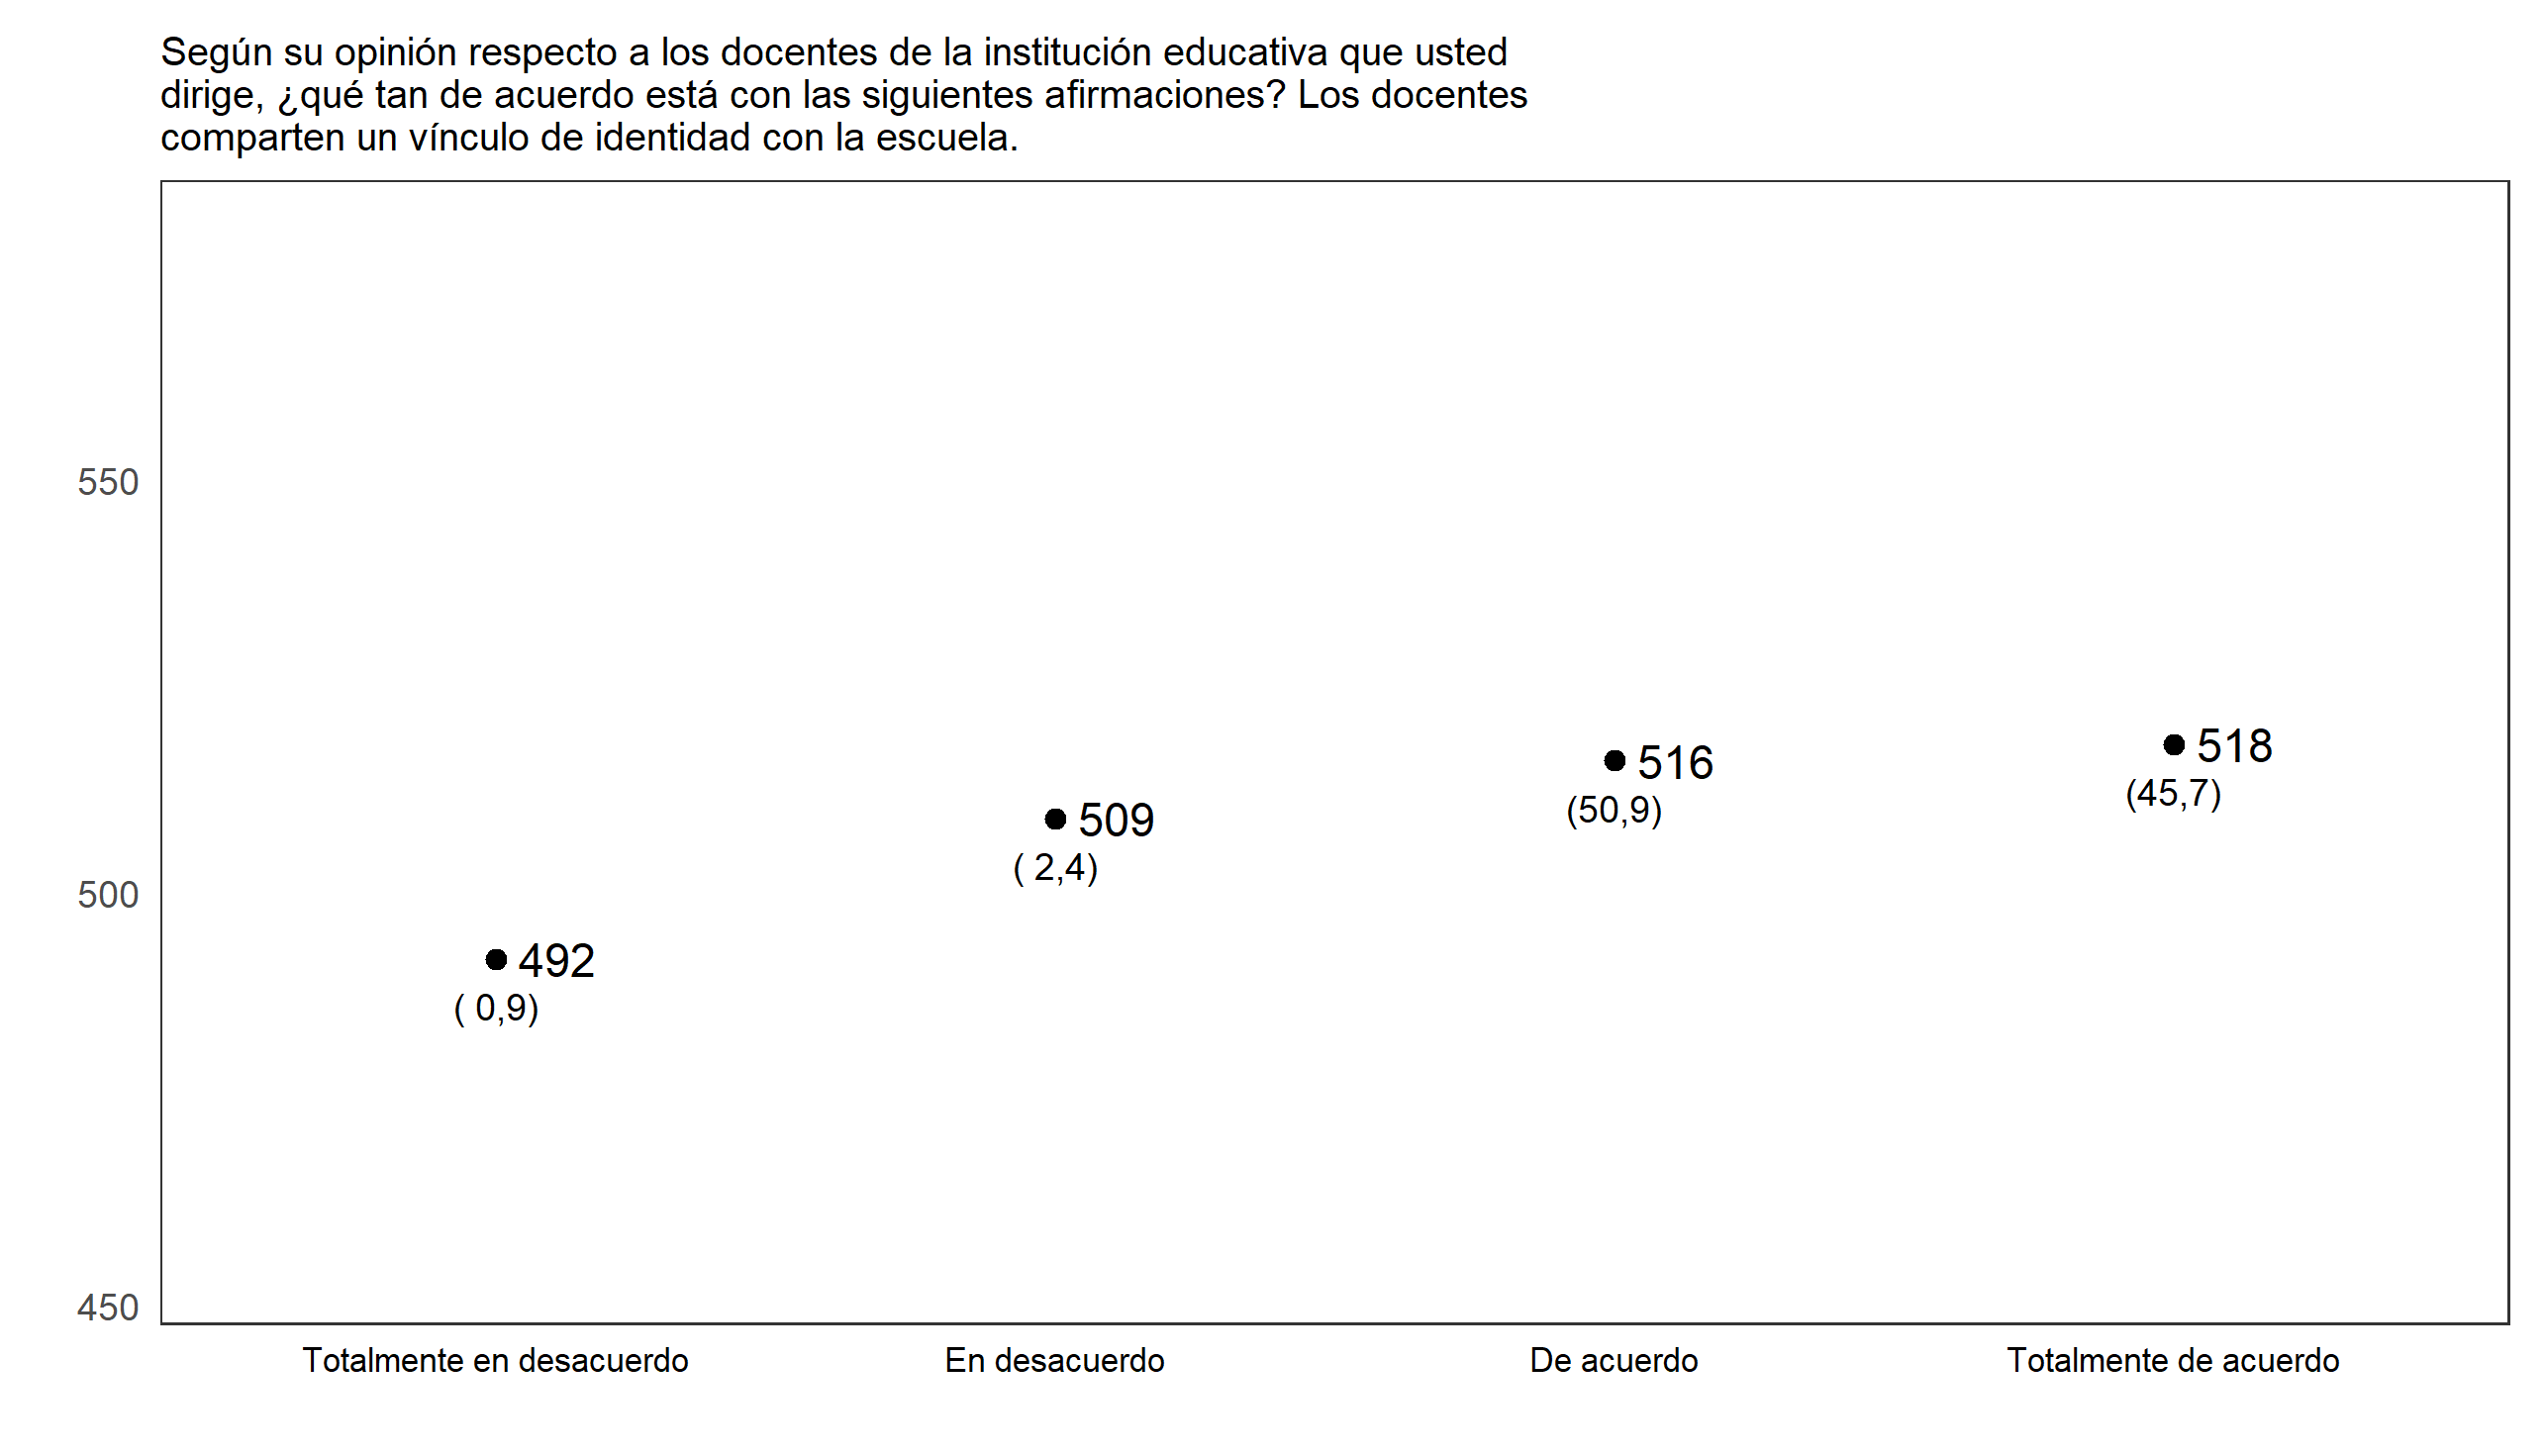 Según su opinión respecto a los docentes de la institución educativa que usted
dirige, ¿qué tan de acuerdo está con las siguientes afirmaciones? Los docentes
comparten un vínculo de identidad con la escuela.
550
500
450
492
( 0,9)
509
( 2,4)
516
(50,9)
518
(45,7)
Totalmente en desacuerdo
En desacuerdo
De acuerdo
Totalmente de acuerdo